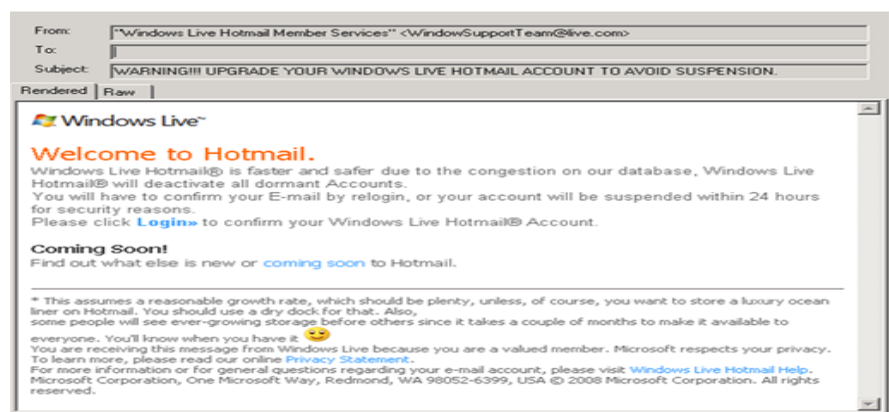 From: "Windows Live Hotmail Member Services" <WindowSupportTeam@live.com>
To:
Subject: WARNING!!! UPGRADE YOUR WINDOWS LIVE HOTMAIL ACCOUNT TO AVOID SUSPENSION.
Rendered Raw
Windows Live™
Welcome to Hotmail.
Windows Live Hotmail® is faster and safer due to the congestion on our database, Windows Live
Hotmail® will deactivate all dormant Accounts.
You will have to confirm your E-mail by relogin, or your account will be suspended within 24 hours
for security reasons.
Please click Login» to confirm your Windows Live Hotmail® Account.
Coming Soon!
Find out what else is new or coming soon to Hotmail.
* This assumes a reasonable growth rate, which should be plenty, unless, of course, you want to store a luxury ocean
liner on Hotmail. You should use a dry dock for that. Also,
some people will see ever-growing storage before others since it takes a couple of months to make it available to
everyone. You'll know when you have it
You are receiving this message from Windows Live because you are a valued member. Microsoft respects your privacy.
To learn more, please read our online Privacy Statement.
For more information or for general questions regarding your e-mail account, please visit Windows Live Hotmail Help.
Microsoft Corporation, One Microsoft Way, Redmond, WA 98052-6399, USA © 2008 Microsoft Corporation. All rights
reserved.